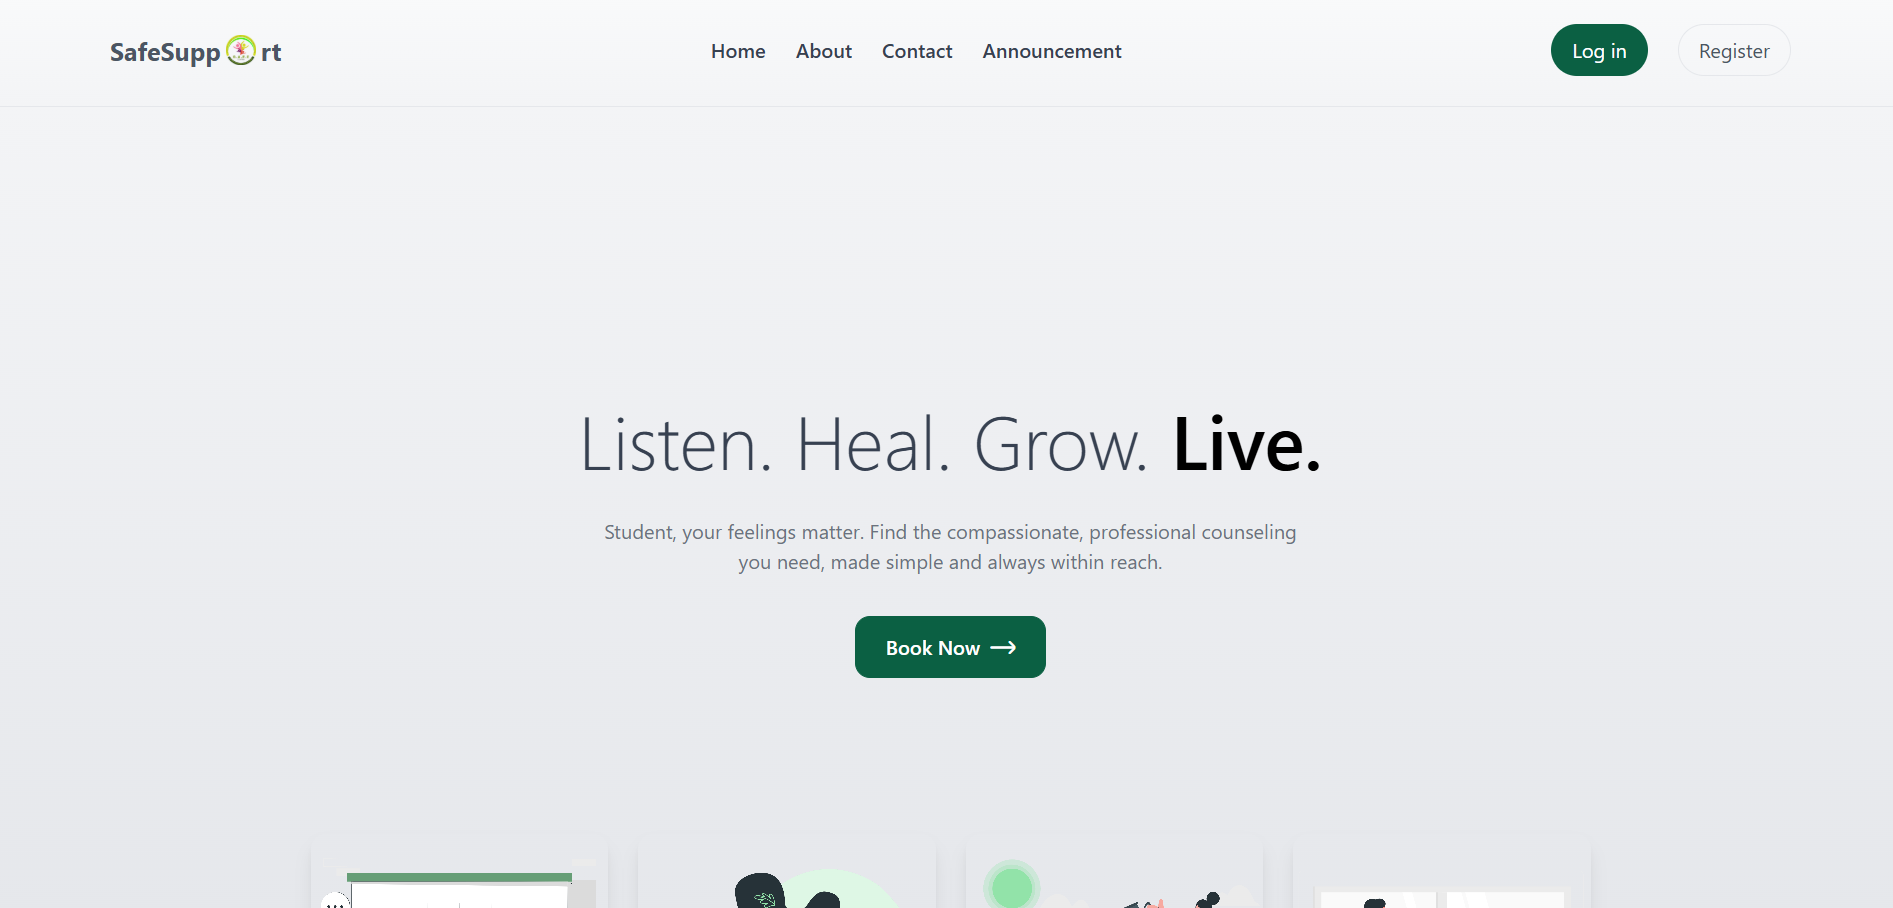 SafeSupp rt
Home About Contact Announcement
Log in Register
Listen. Heal. Grow. Live.
Student, your feelings matter. Find the compassionate, professional counseling
you need, made simple and always within reach.
Book Now